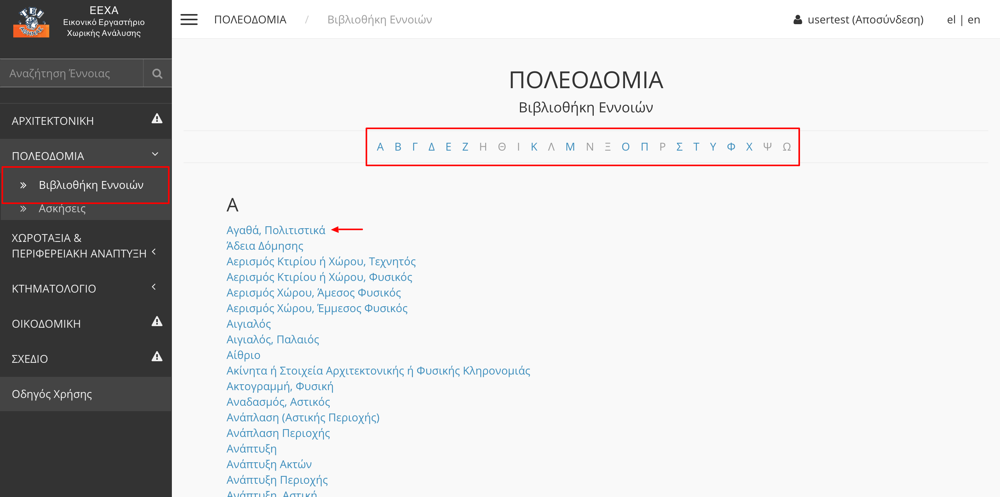 ΤΕΙ
ΑΘΗΝΑΣ
ΕΕΧΑ
Εικονικό Εργαστήριο
Χωρικής Ανάλυσης
Αναζήτηση Έννοιας
ΑΡΧΙΤΕΚΤΟΝΙΚΗ
ΠΟΛΕΟΔΟΜΙΑ
Βιβλιοθήκη Εννοιών
Ασκήσεις
ΧΩΡΟΤΑΞΙΑ &
ΠΕΡΙΦΕΡΕΙΑΚΗ ΑΝΑΠΤΥΞΗ
ΚΤΗΜΑΤΟΛΟΓΙΟ
ΟΙΚΟΔΟΜΙΚΗ
ΣΧΕΔΙΟ
Οδηγός Χρήσης
ΠΟΛΕΟΔΟΜΙΑ / Βιβλιοθήκη Εννοιών
usertest (Αποσύνδεση) el | en
ΠΟΛΕΟΔΟΜΙΑ
Βιβλιοθήκη Εννοιών
Α Β Γ Δ Ε Ζ Η Θ Ι Κ Λ Μ Ν Ξ Ο Π Ρ Σ Τ Υ Φ Χ Ψ Ω
Α
Αγαθά, Πολιτιστικά
Άδεια Δόμησης
Αερισμός Κτιρίου ή Χώρου, Τεχνητός
Αερισμός Κτιρίου ή Χώρου, Φυσικός
Αερισμός Χώρου, Άμεσος Φυσικός
Αερισμός Χώρου, Έμμεσος Φυσικός
Αιγιαλός
Αιγιαλός, Παλαιός
Αίθριο
Ακίνητα ή Στοιχεία Αρχιτεκτονικής ή Φυσικής Κληρονομιάς
Ακτογραμμή, Φυσική
Αναδασμός, Αστικός
Ανάπλαση (Αστικής Περιοχής)
Ανάπλαση Περιοχής
Ανάπτυξη
Ανάπτυξη Ακτών
Ανάπτυξη Περιοχής
Ανάπτυξη, Αστική